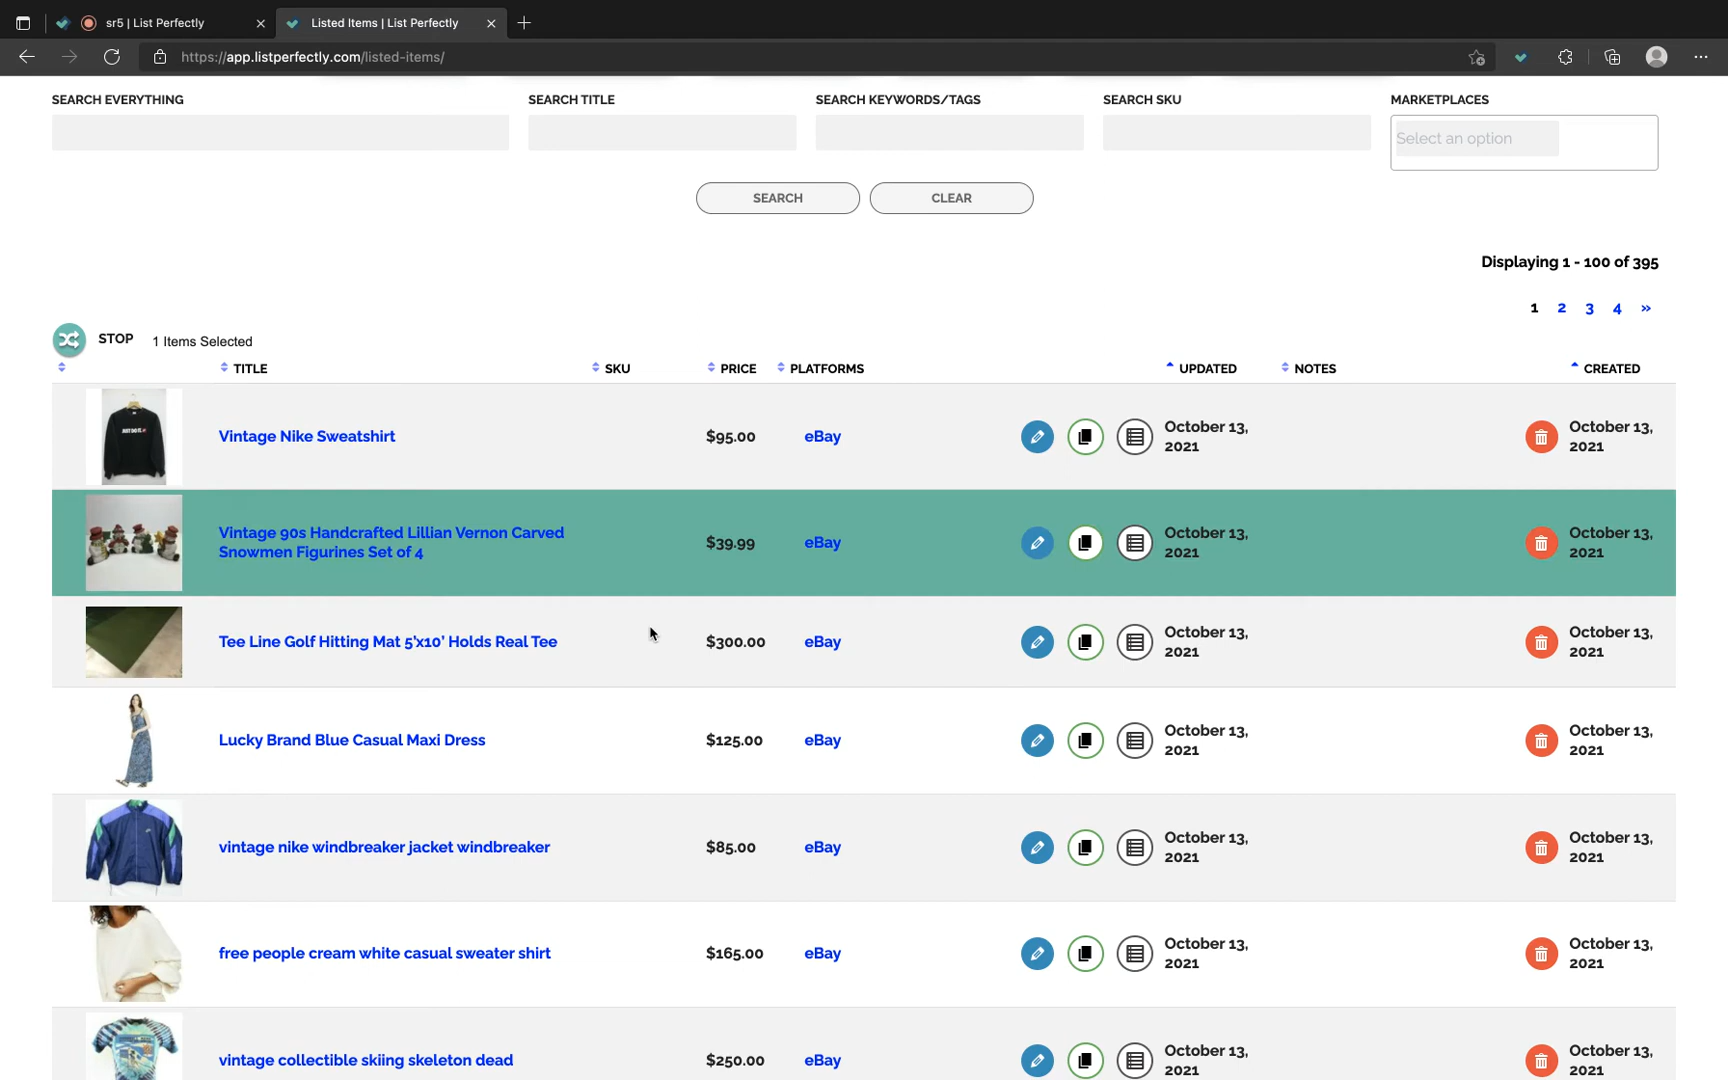 sr5 | List Perfectly
Listed Items | List Perfectly
https://app.listperfectly.com/listed-items/
SEARCH EVERYTHING
SEARCH TITLE
SEARCH KEYWORDS/TAGS
SEARCH SKU
MARKETPLACES
Select an option
SEARCH
CLEAR
Displaying 1 - 100 of 395
1 2 3 4 »
STOP 1 Items Selected
TITLE SKU PRICE PLATFORMS UPDATED NOTES CREATED
JUST DO IT.
Vintage Nike Sweatshirt $95.00 eBay October 13, 2021 October 13, 2021
Vintage 90s Handcrafted Lillian Vernon Carved
Snowmen Figurines Set of 4 $39.99 eBay October 13, 2021 October 13, 2021
Tee Line Golf Hitting Mat 5'x10' Holds Real Tee $300.00 eBay October 13, 2021 October 13, 2021
Lucky Brand Blue Casual Maxi Dress $125.00 eBay October 13, 2021 October 13, 2021
vintage nike windbreaker jacket windbreaker $85.00 eBay October 13, 2021 October 13, 2021
free people cream white casual sweater shirt $165.00 eBay October 13, 2021 October 13, 2021
vintage collectible skiing skeleton dead $250.00 eBay October 13, 2021 October 13, 2021